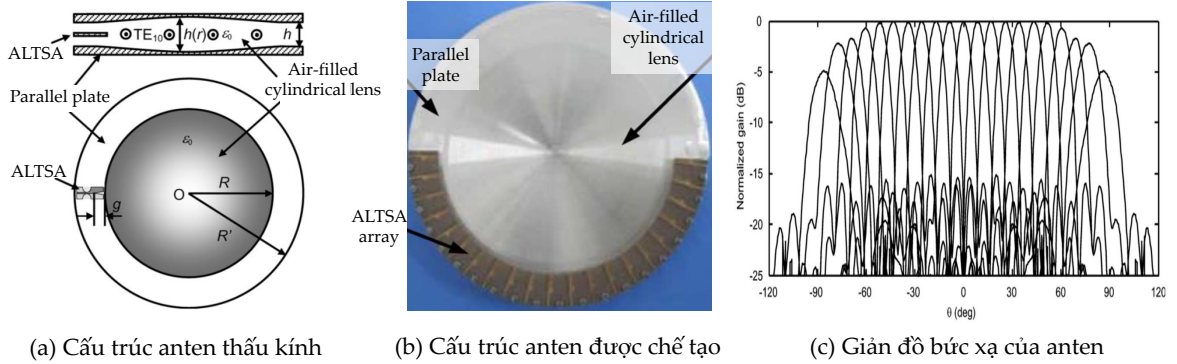 ALTSA
TE10
h(r)
ε0
h
Parallel plate
Air-filled
cylindrical lens
ε0
ALTSA
O
R
g
R'
(a) Cấu trúc anten thấu kính
Parallel
plate
Air-filled
cylindrical
lens
ALTSA
array
(b) Cấu trúc anten được chế tạo
Normalized gain (dB)
0
-5
-10
-15
-20
-25
-120 -90 -60 -30 0 30 60 90 120
θ (deg)
(c) Giản đồ bức xạ của anten